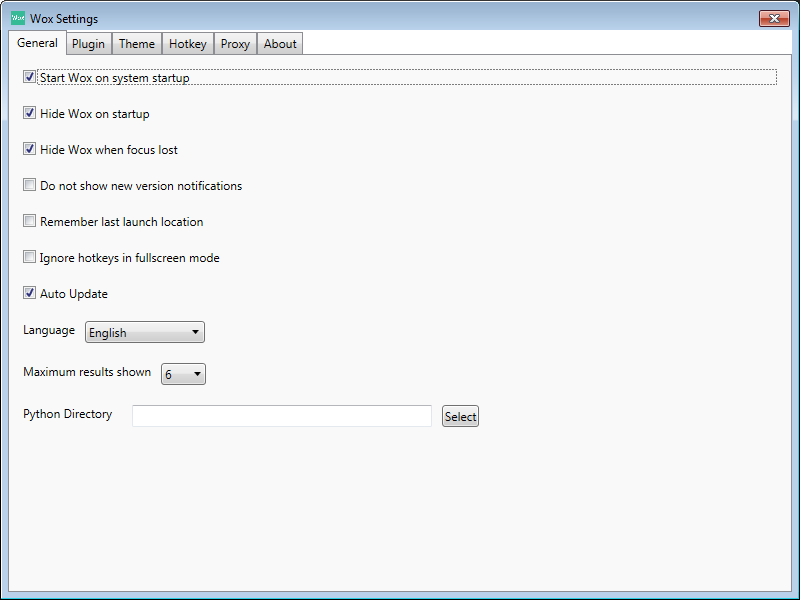 Wox Wox Settings
General Plugin Theme Hotkey Proxy About
Start Wox on system startup
Hide Wox on startup
Hide Wox when focus lost
Do not show new version notifications
Remember last launch location
Ignore hotkeys in fullscreen mode
Auto Update
Language English
Maximum results shown 6
Python Directory Select